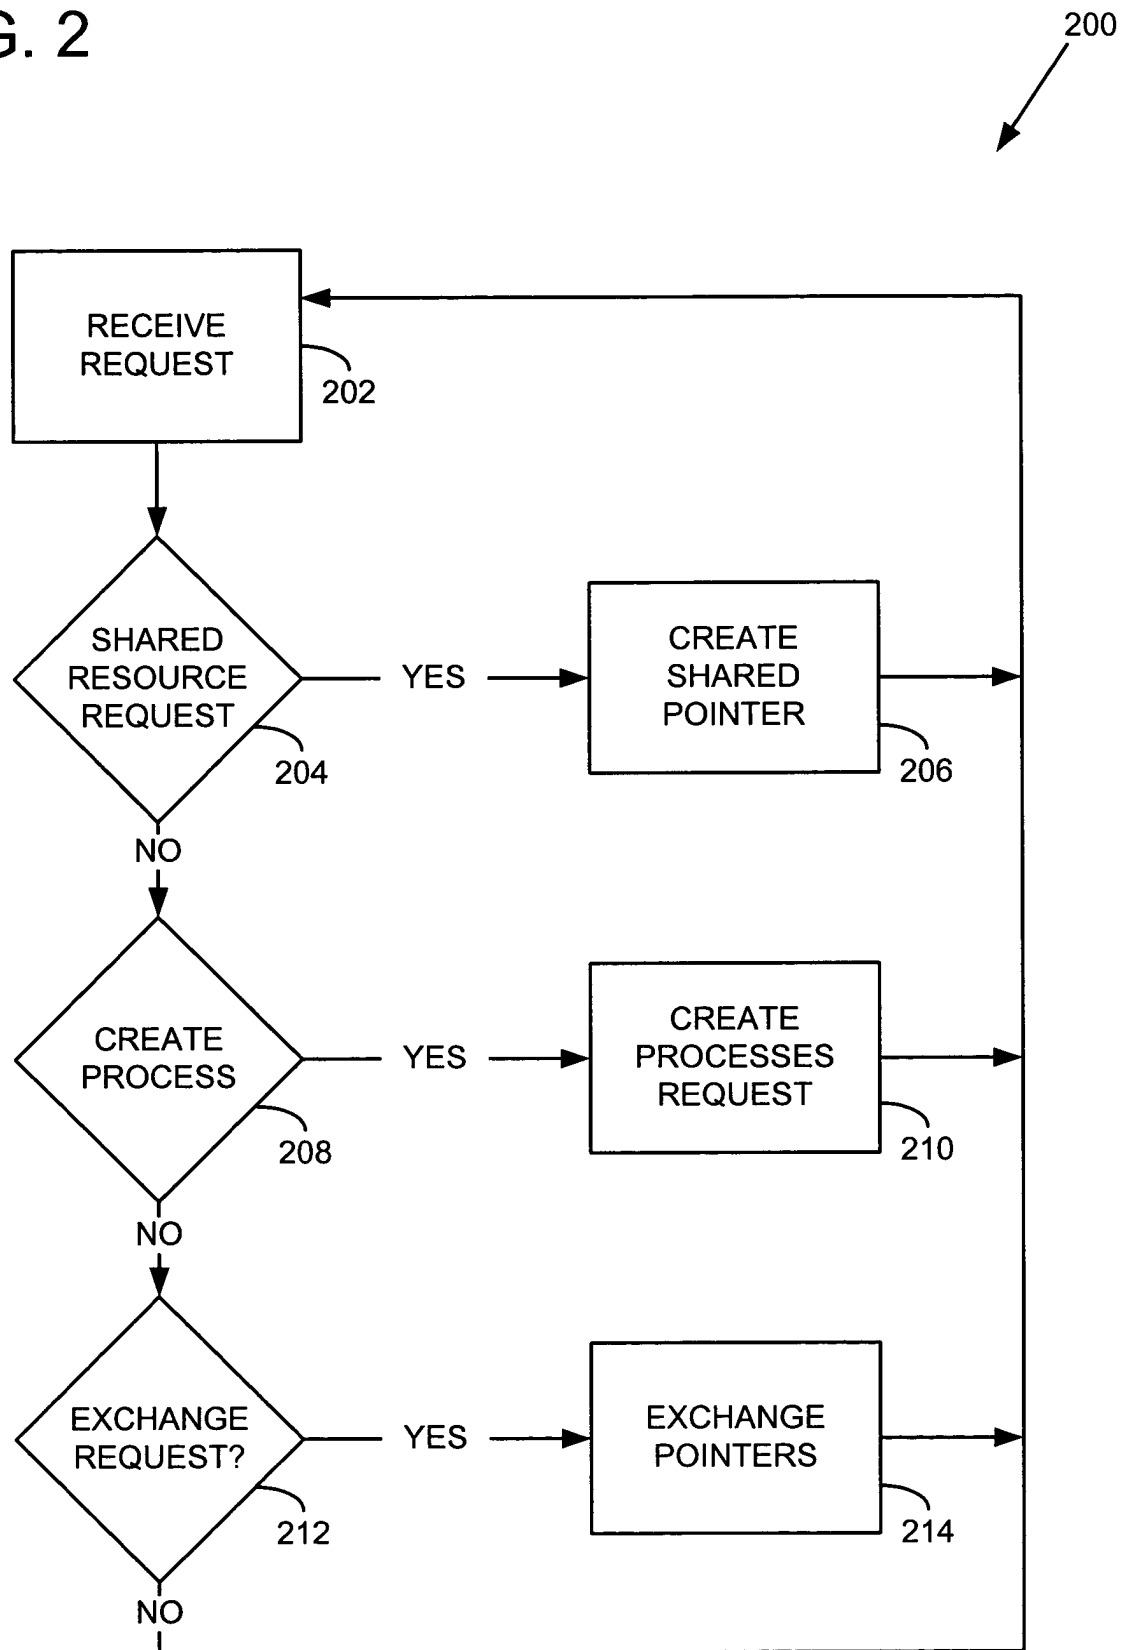 G. 2
200
RECEIVE
REQUEST
202
SHARED
RESOURCE
REQUEST
204
YES
CREATE
SHARED
POINTER
206
NO
CREATE
PROCESS
208
YES
CREATE
PROCESSES
REQUEST
210
NO
EXCHANGE
REQUEST?
212
YES
EXCHANGE
POINTERS
214
NO